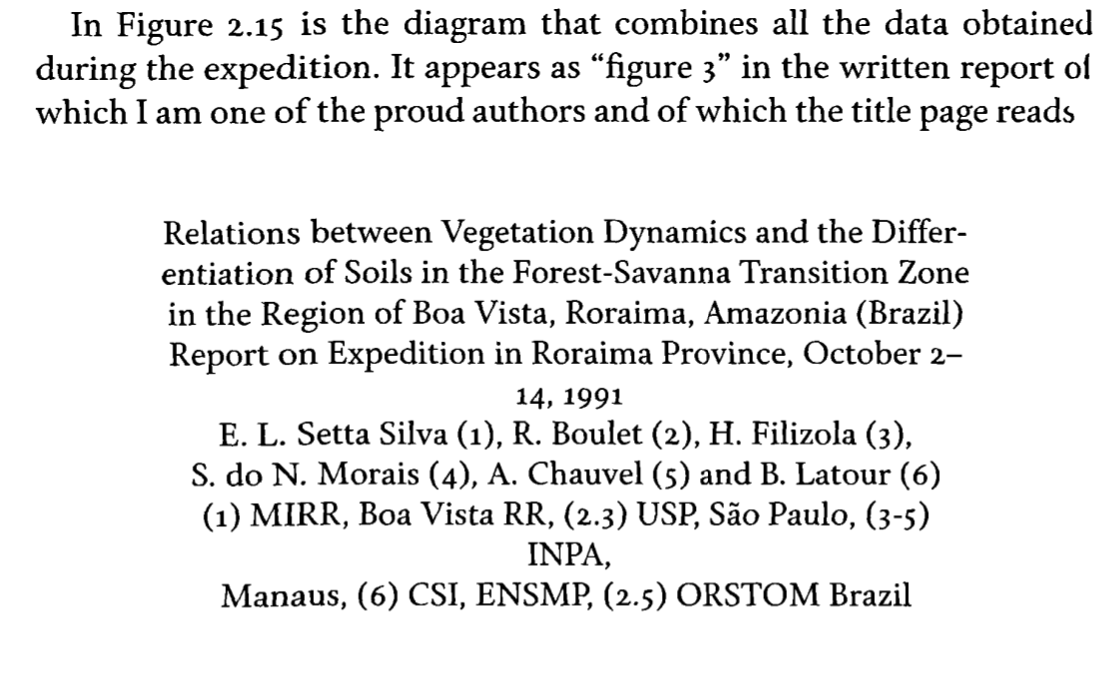 In Figure 2.15 is the diagram that combines all the data obtained
during the expedition. It appears as “figure 3” in the written report of
which I am one of the proud authors and of which the title page reads
Relations between Vegetation Dynamics and the Differ-
entiation of Soils in the Forest-Savanna Transition Zone
in the Region of Boa Vista, Roraima, Amazonia (Brazil)
Report on Expedition in Roraima Province, October 2–
14, 1991
E. L. Setta Silva (1), R. Boulet (2), H. Filizola (3),
S. do N. Morais (4), A. Chauvel (5) and B. Latour (6)
(1) MIRR, Boa Vista RR, (2.3) USP, São Paulo, (3-5)
INPA,
Manaus, (6) CSI, ENSMP, (2.5) ORSTOM Brazil